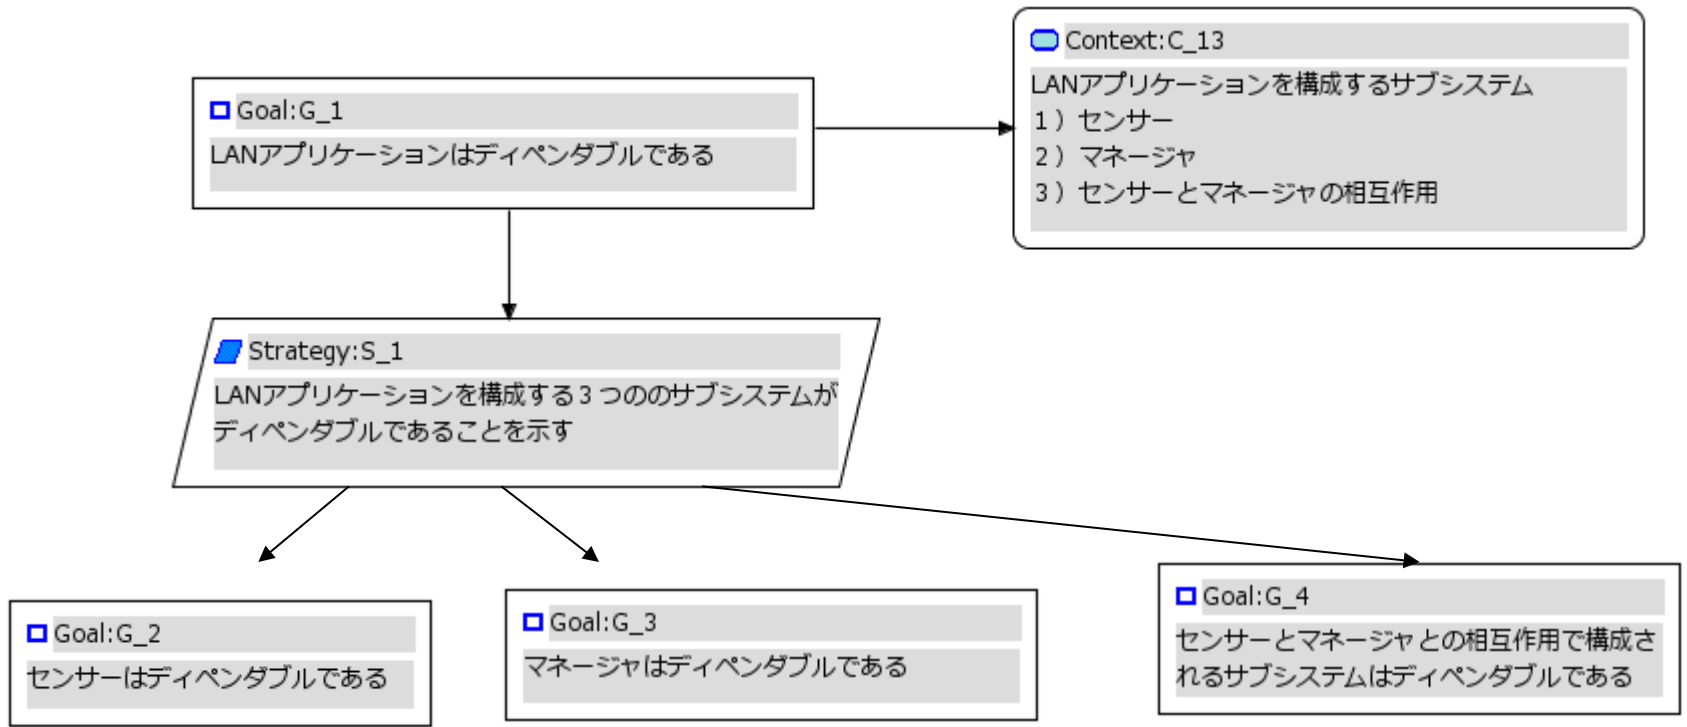 Goal:G_1
LANアプリケーションはディペンダブルである
Context:C_13
LANアプリケーションを構成するサブシステム
1）センサー
2）マネージャ
3）センサーとマネージャの相互作用
Strategy:S_1
LANアプリケーションを構成する3つののサブシステムが
ディペンダブルであることを示す
Goal:G_2
センサーはディペンダブルである
Goal:G_3
マネージャはディペンダブルである
Goal:G_4
センサーとマネージャとの相互作用で構成さ
れるサブシステムはディペンダブルである